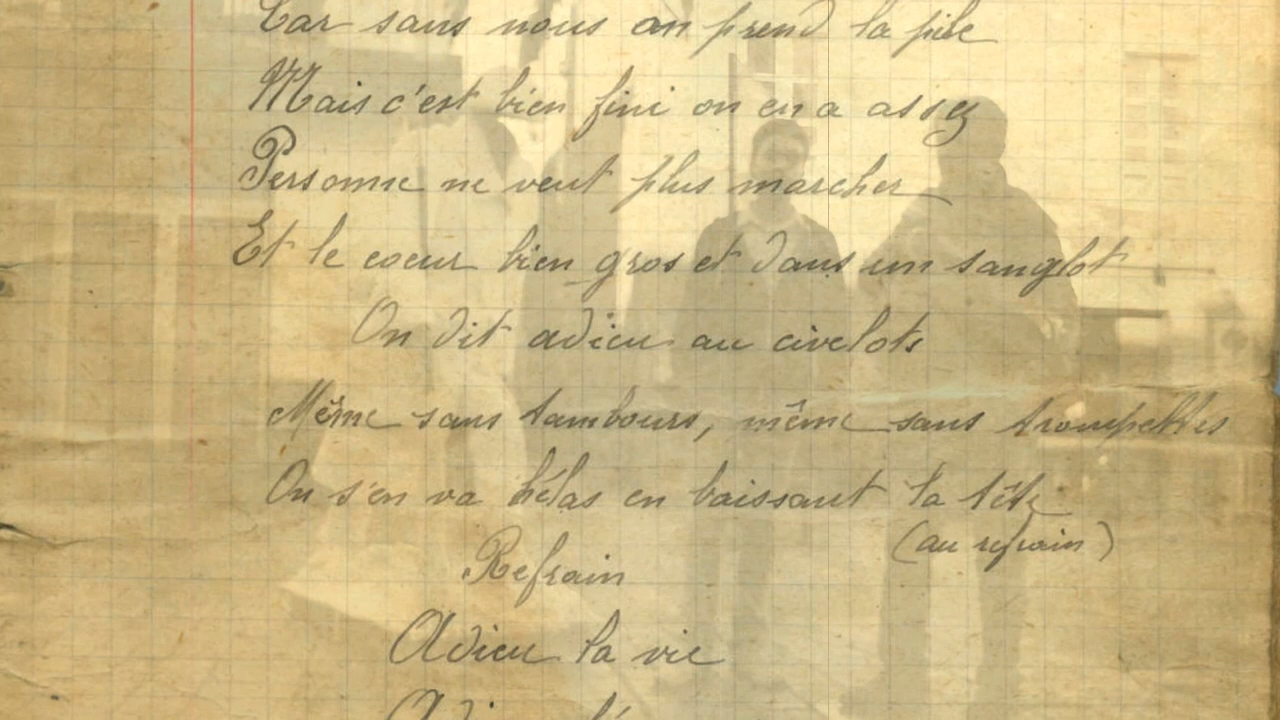 Car sans nous on prend la pile
Mais c'est bien fini on en a assez
Personne ne veut plus marcher
Et le coeur bien gros et dans un sanglot
On dit adieu au civelots
Même sans tambours, même sans trompettes
On s'en va hélas en baissant la tête
(au refrain)
Refrain
Adieu la vie